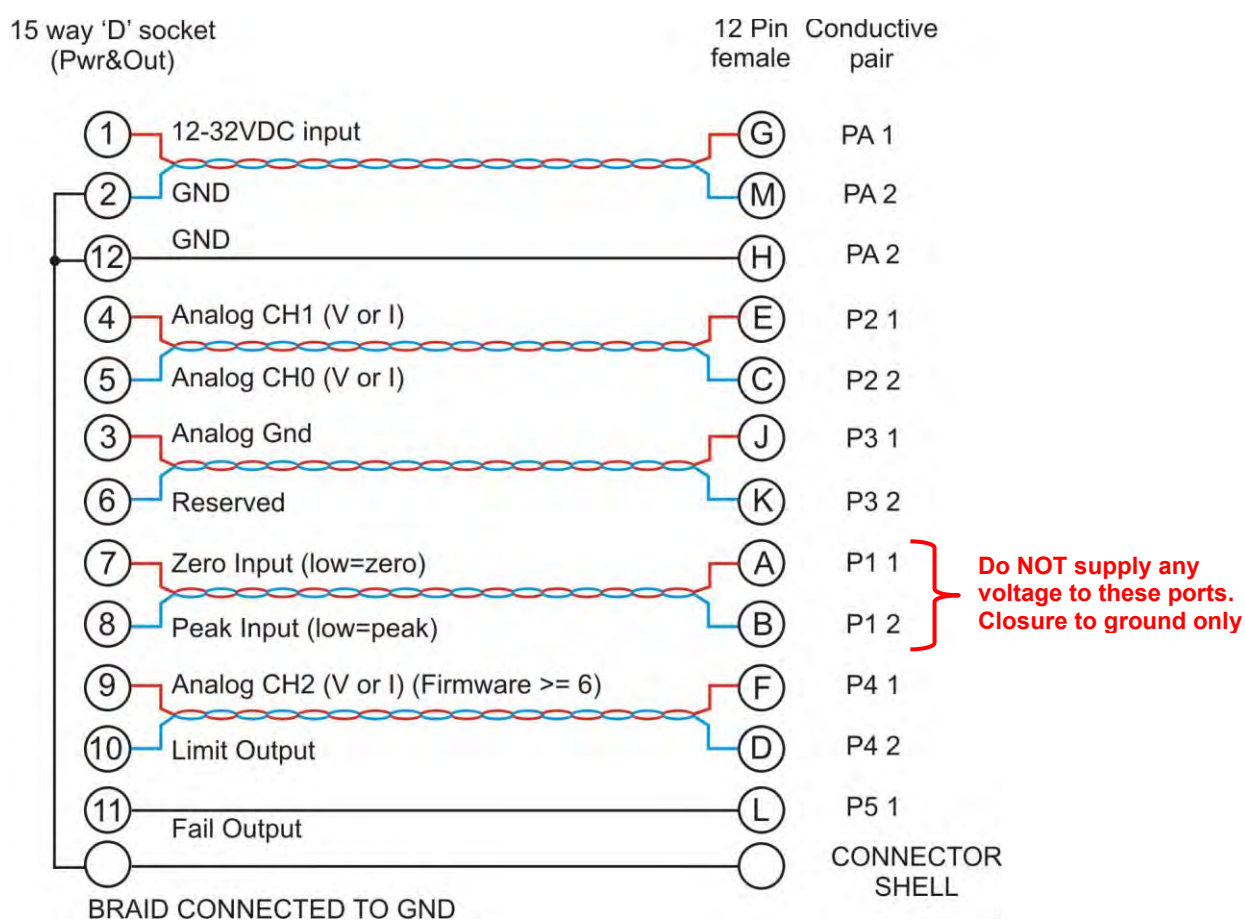 15 way ‘D’ socket
(Pwr&Out)
12 Pin
female
Conductive
pair
1
12-32VDC input
G
PA 1
2
GND
M
PA 2
GND
12
H
PA 2
4
Analog CH1 (V or I)
E
P2 1
5
Analog CH0 (V or I)
C
P2 2
3
Analog Gnd
J
P3 1
6
Reserved
K
P3 2
7
Zero Input (low=zero)
A
P1 1
8
Peak Input (low=peak)
B
P1 2
Do NOT supply any
voltage to these ports.
Closure to ground only
9
Analog CH2 (V or I) (Firmware >= 6)
F
P4 1
10
Limit Output
D
P4 2
11
Fail Output
L
P5 1
CONNECTOR
SHELL
BRAID CONNECTED TO GND